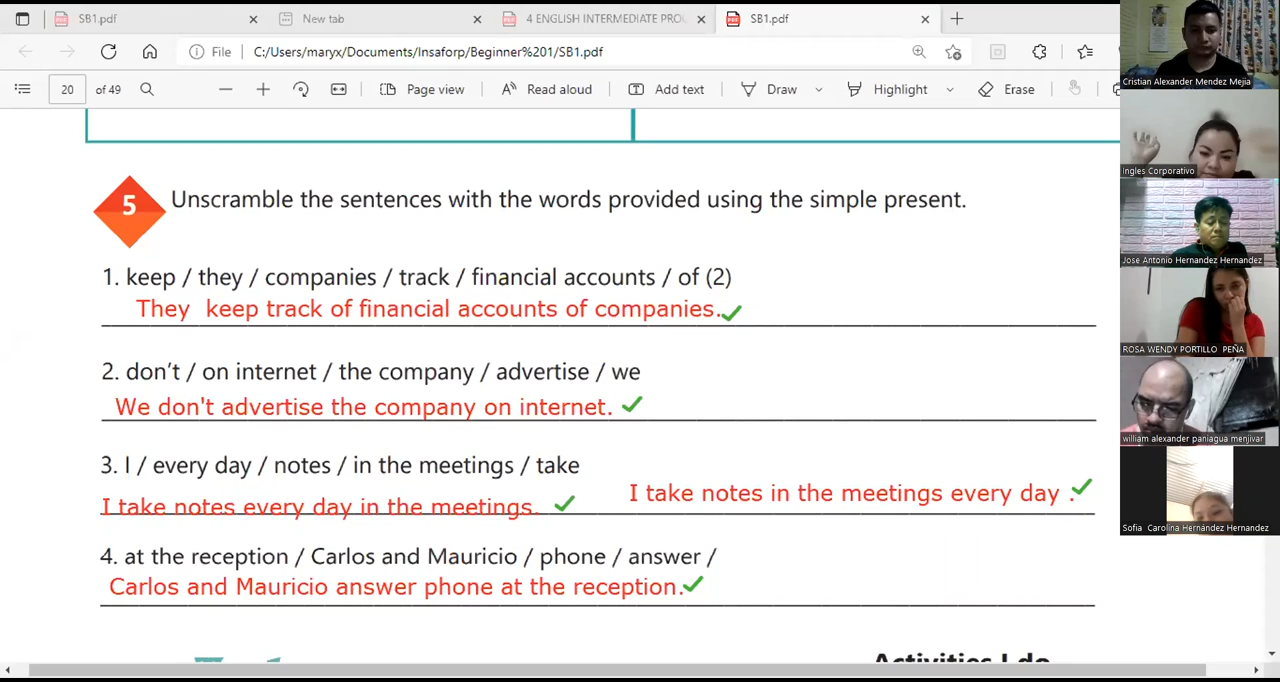 SB1.pdf
New tab
4 ENGLISH INTERMEDIATE PRO
SB1.pdf
File
C:/Users/maryx/Documents/Insaforp/Beginner%201/SB1.pdf
20 of 49
Page view
Read aloud
Add text
Draw
Highlight
Erase
5 Unscramble the sentences with the words provided using the simple present.
1. keep / they / companies / track / financial accounts / of (2)
They keep track of financial accounts of companies.
2. don't / on internet / the company / advertise / we
We don't advertise the company on internet.
3. I / every day / notes / in the meetings / take
I take notes every day in the meetings.
I take notes in the meetings every day .
4. at the reception / Carlos and Mauricio / phone / answer /
Carlos and Mauricio answer phone at the reception.
Activities I do
Cristian Alexander Mendez Mejia
Ingles Corporativo
Jose Antonio Hernandez Hernandez
ROSA WENDY PORTILLO PEÑA
william alexander paniagua menjivar
Sofia Carolina Hernández Hernandez